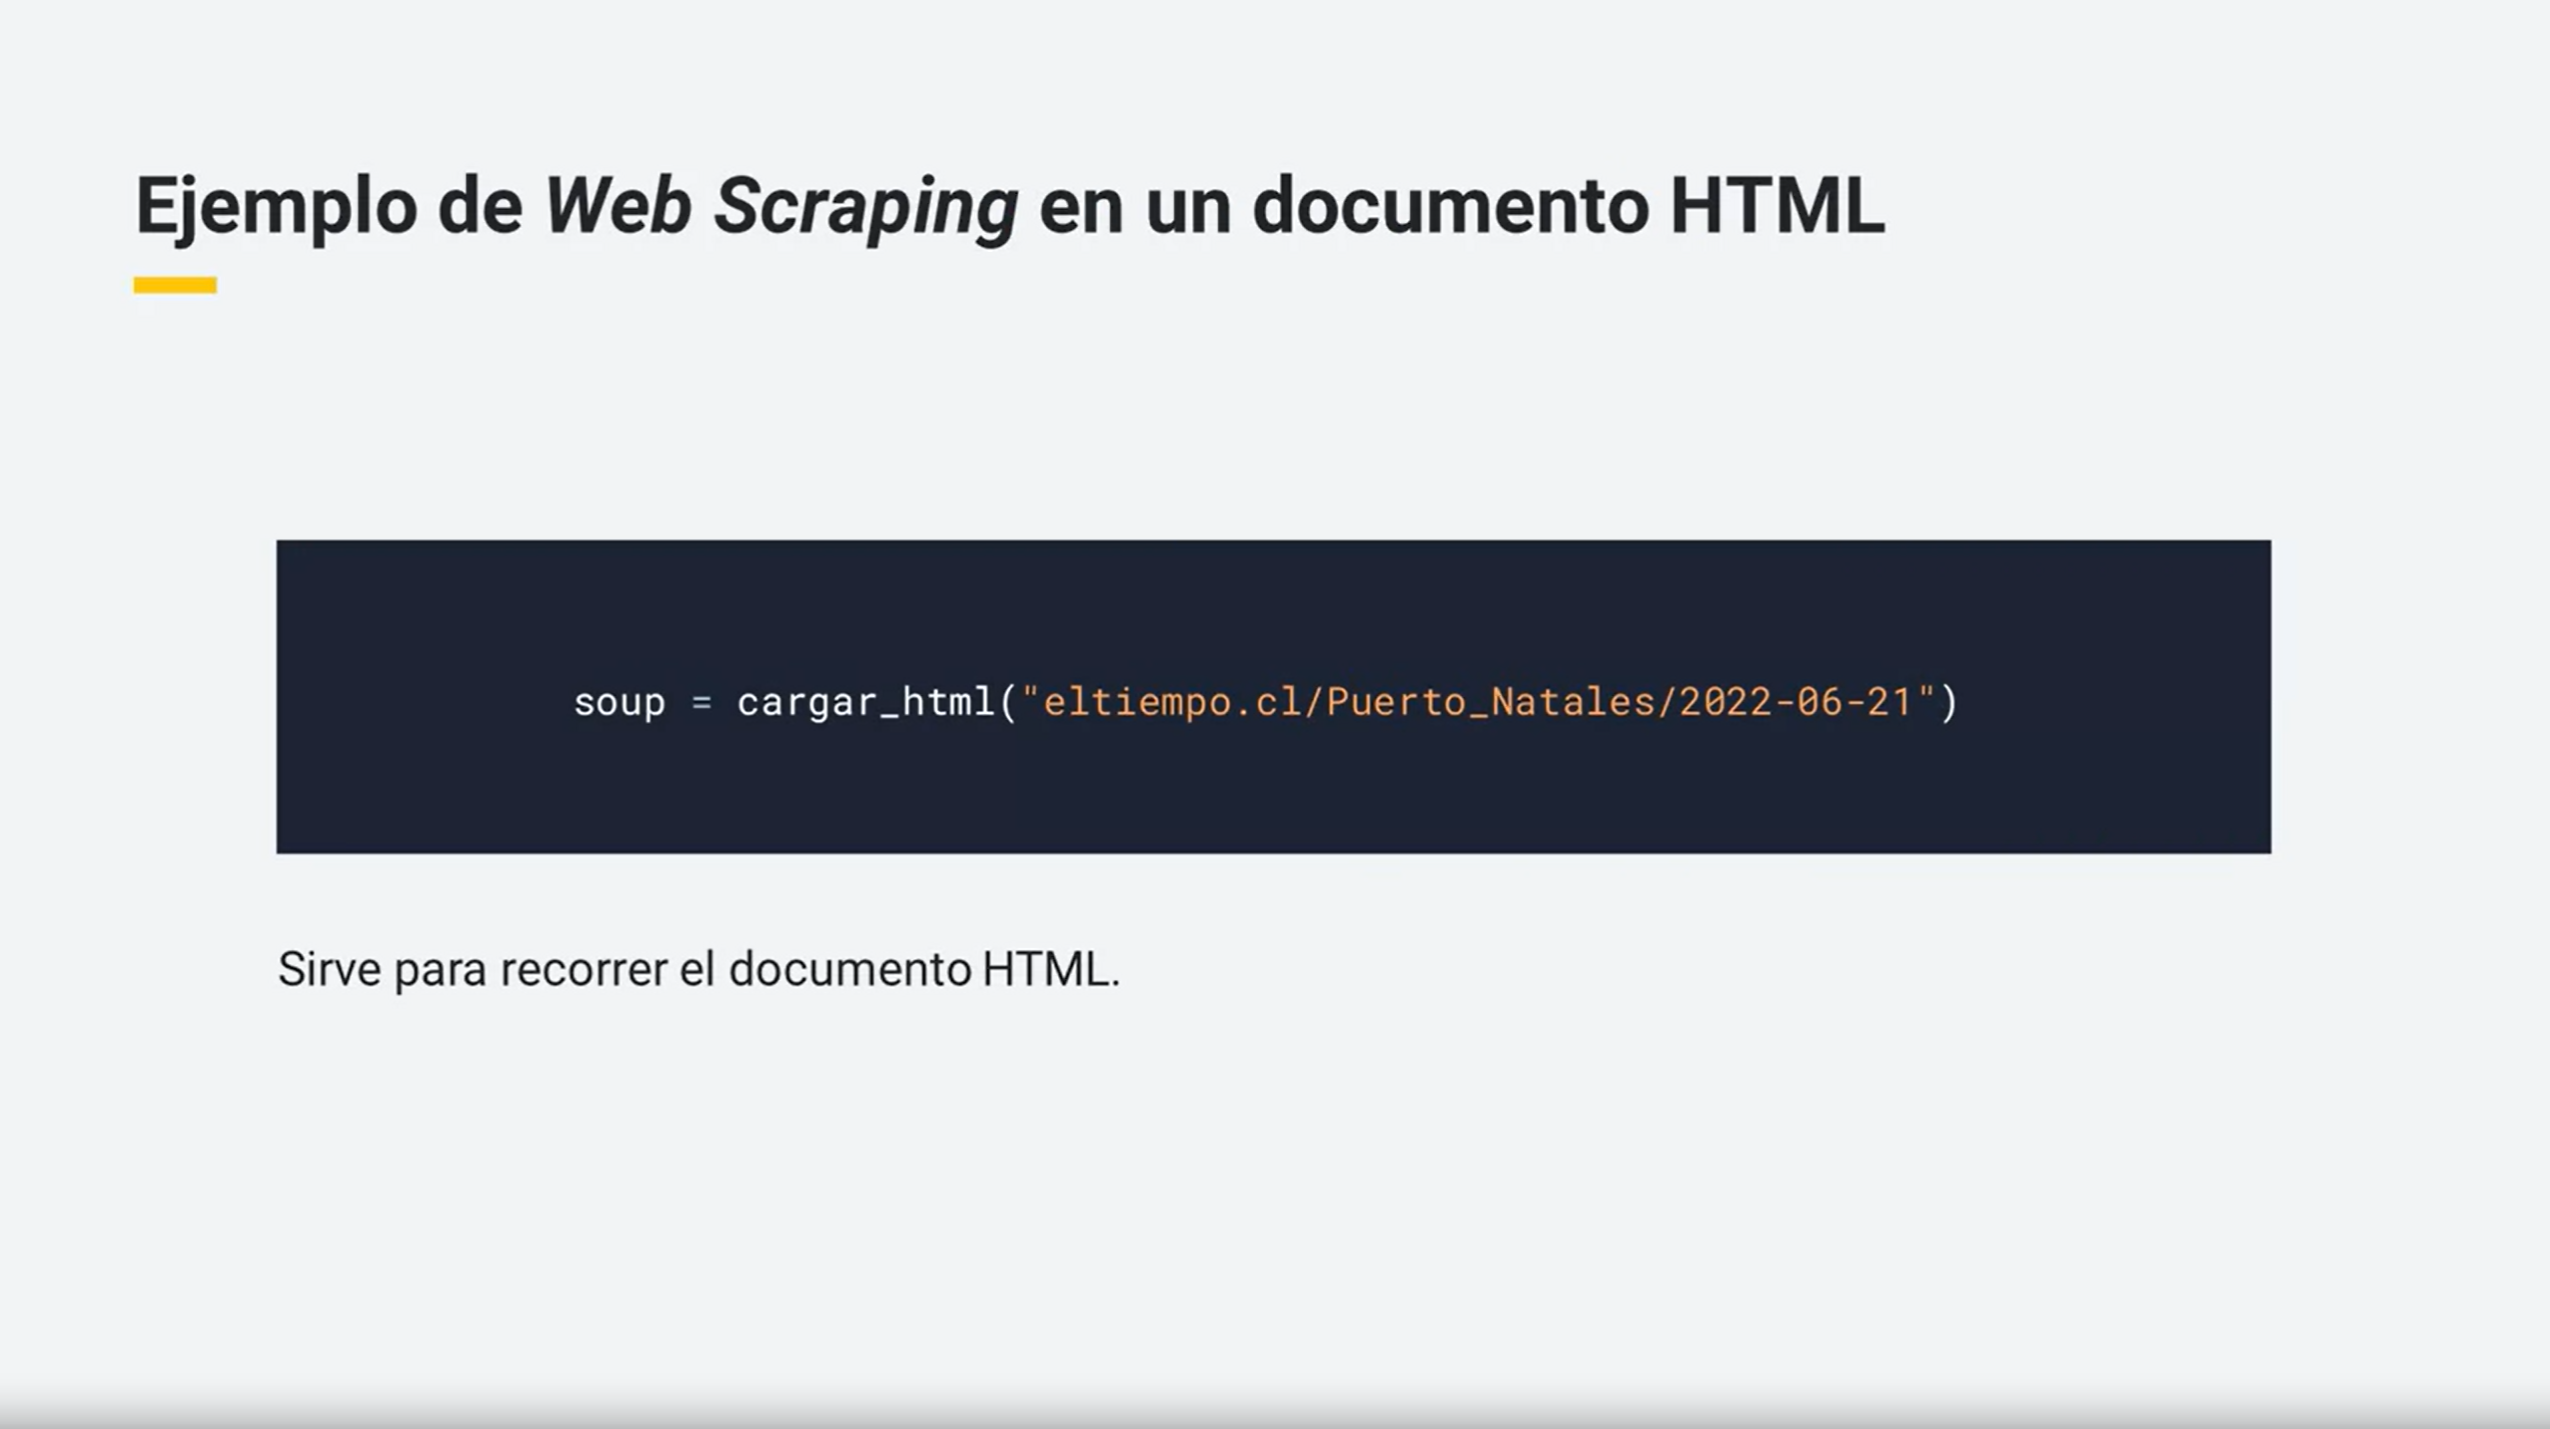 Ejemplo de Web Scraping en un documento HTML
soup = cargar_html("eltiempo.cl/Puerto_Natales/2022-06-21")
Sirve para recorrer el documento HTML.